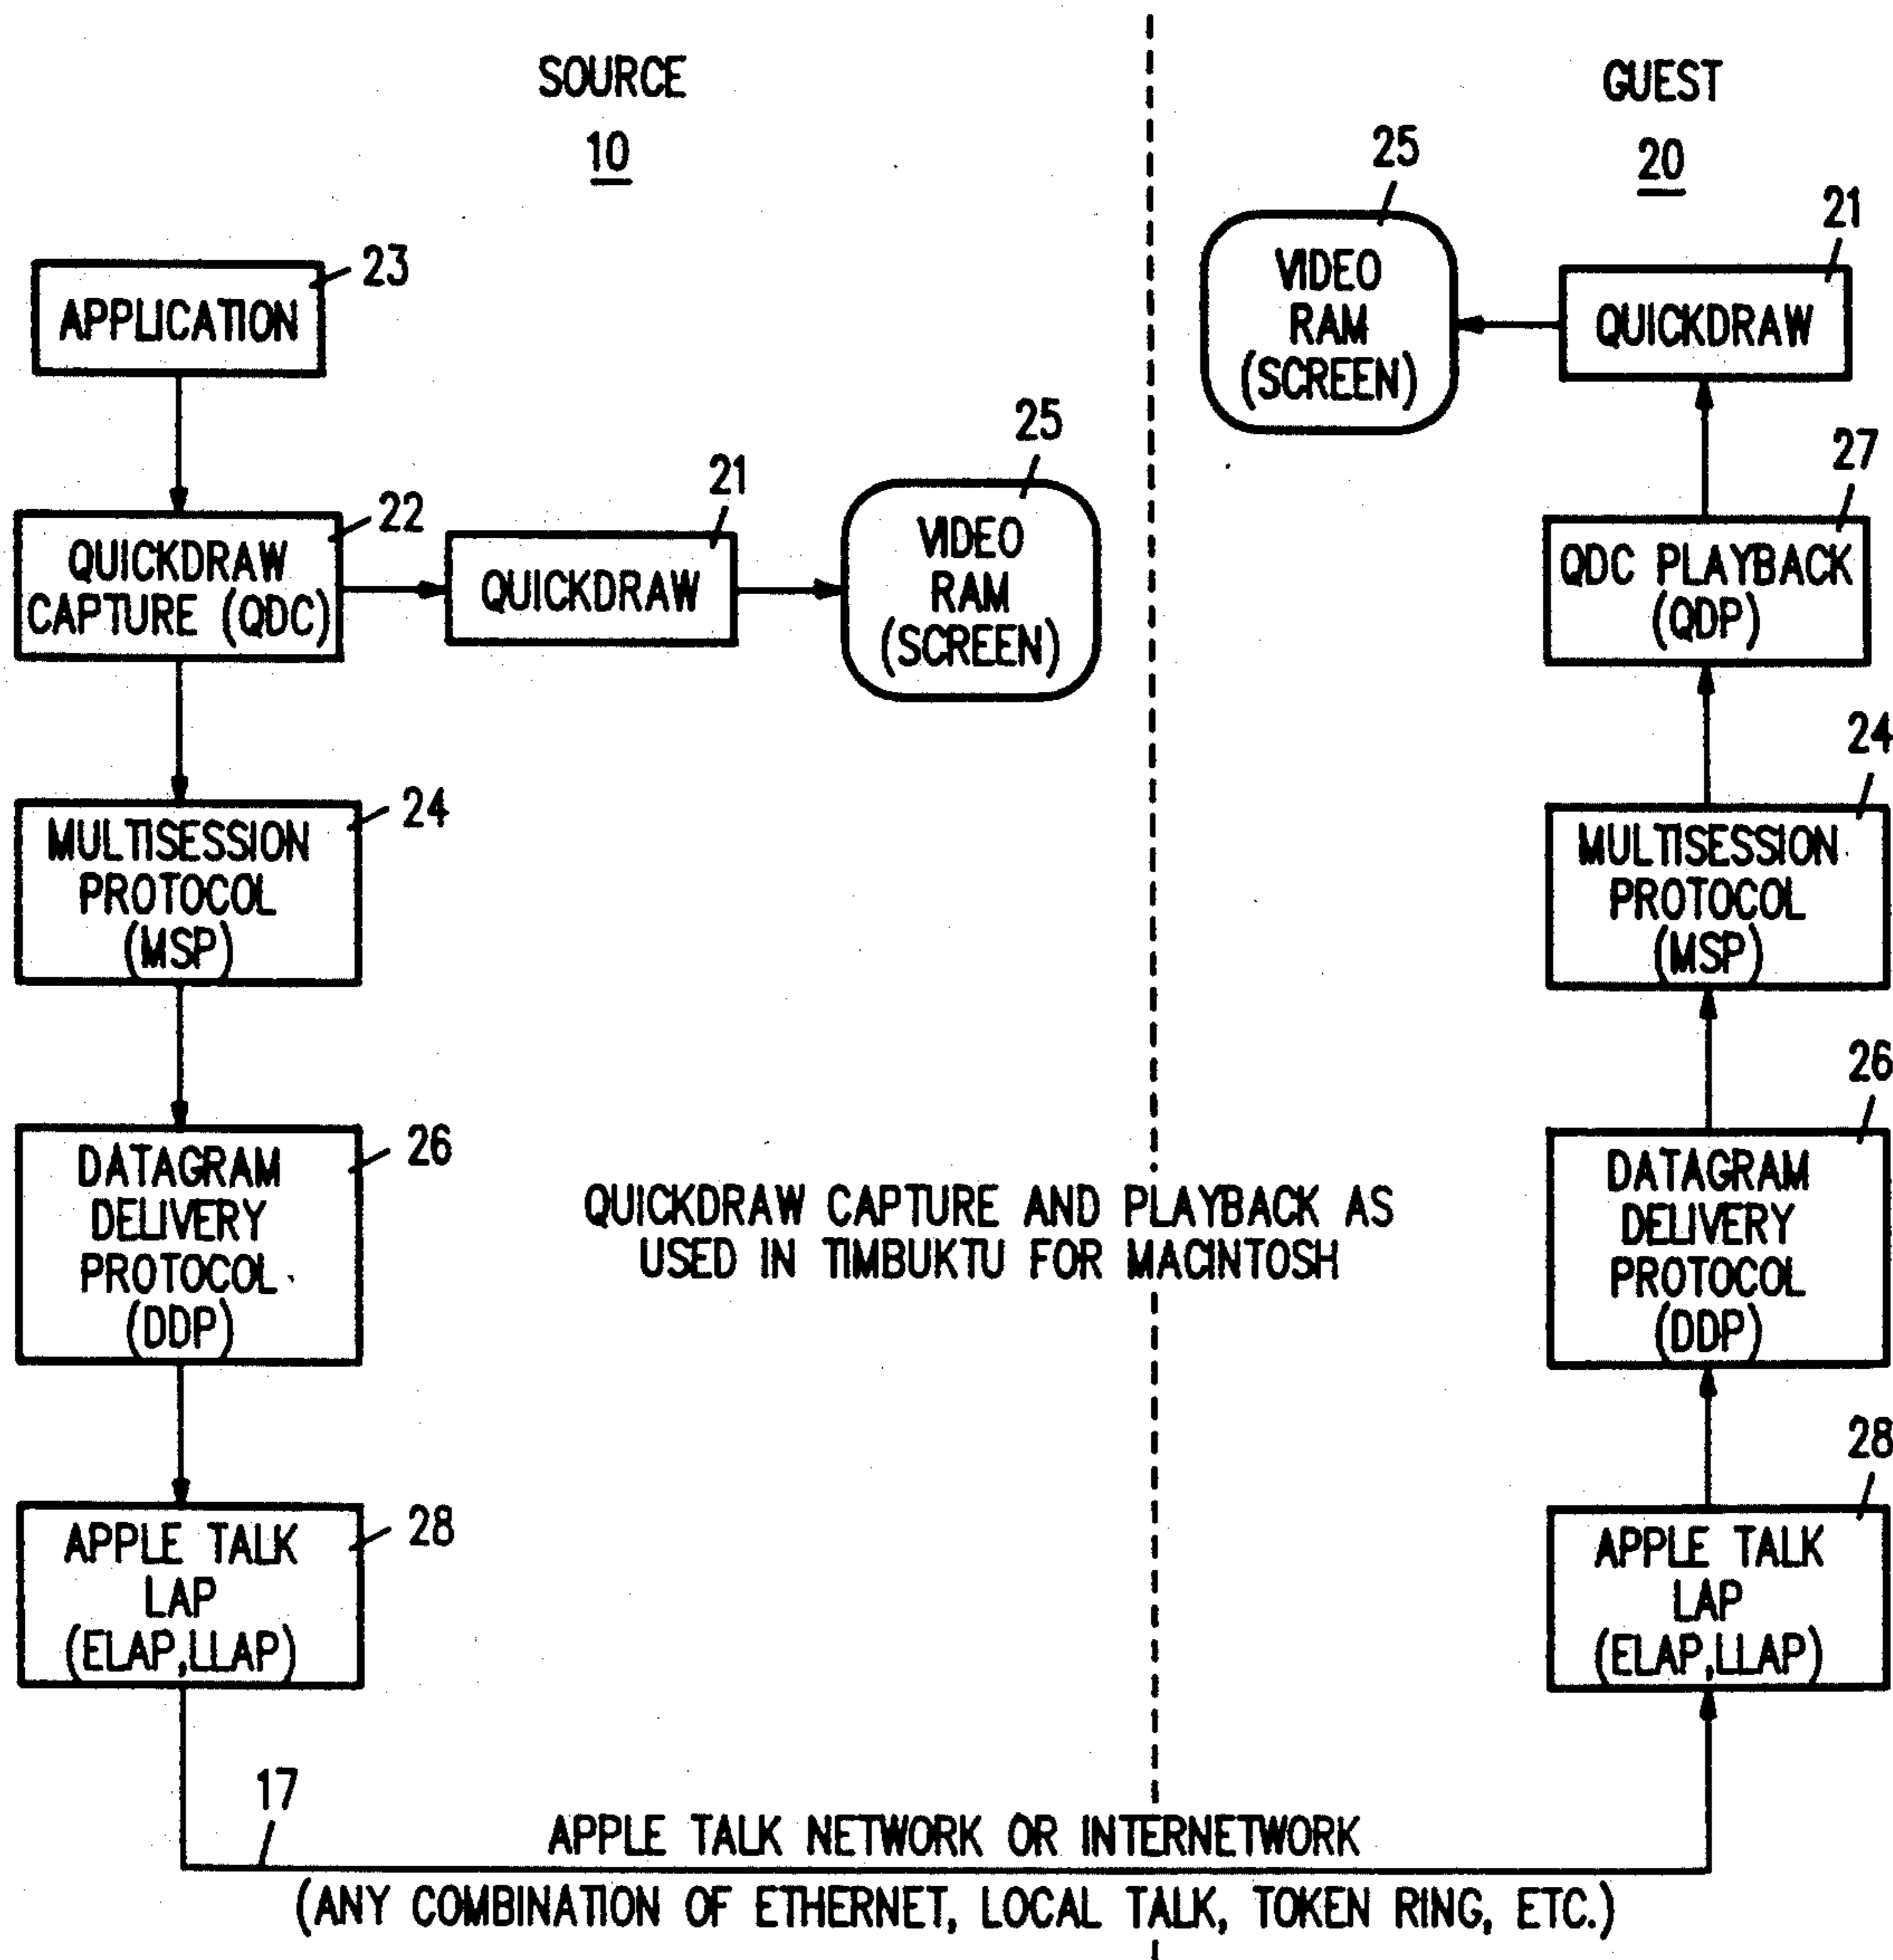 SOURCE
10
23
APPLICATION
22
QUICKDRAW
CAPTURE (QDC)
21
QUICKDRAW
25
VIDEO
RAM
(SCREEN)
24
MULTISESSION
PROTOCOL
(MSP)
26
DATAGRAM
DELIVERY
PROTOCOL
(DDP)
28
APPLE TALK
LAP
(ELAP,LLAP)
QUICKDRAW CAPTURE AND PLAYBACK AS
USED IN TIMBUKTU FOR MACINTOSH
GUEST
20
25
VIDEO
RAM
(SCREEN)
21
QUICKDRAW
27
QDC PLAYBACK
(QDP)
24
MULTISESSION
PROTOCOL
(MSP)
26
DATAGRAM
DELIVERY
PROTOCOL
(DDP)
28
APPLE TALK
LAP
(ELAP,LLAP)
17
APPLE TALK NETWORK OR INTERNETWORK
(ANY COMBINATION OF ETHERNET, LOCAL TALK, TOKEN RING, ETC.)